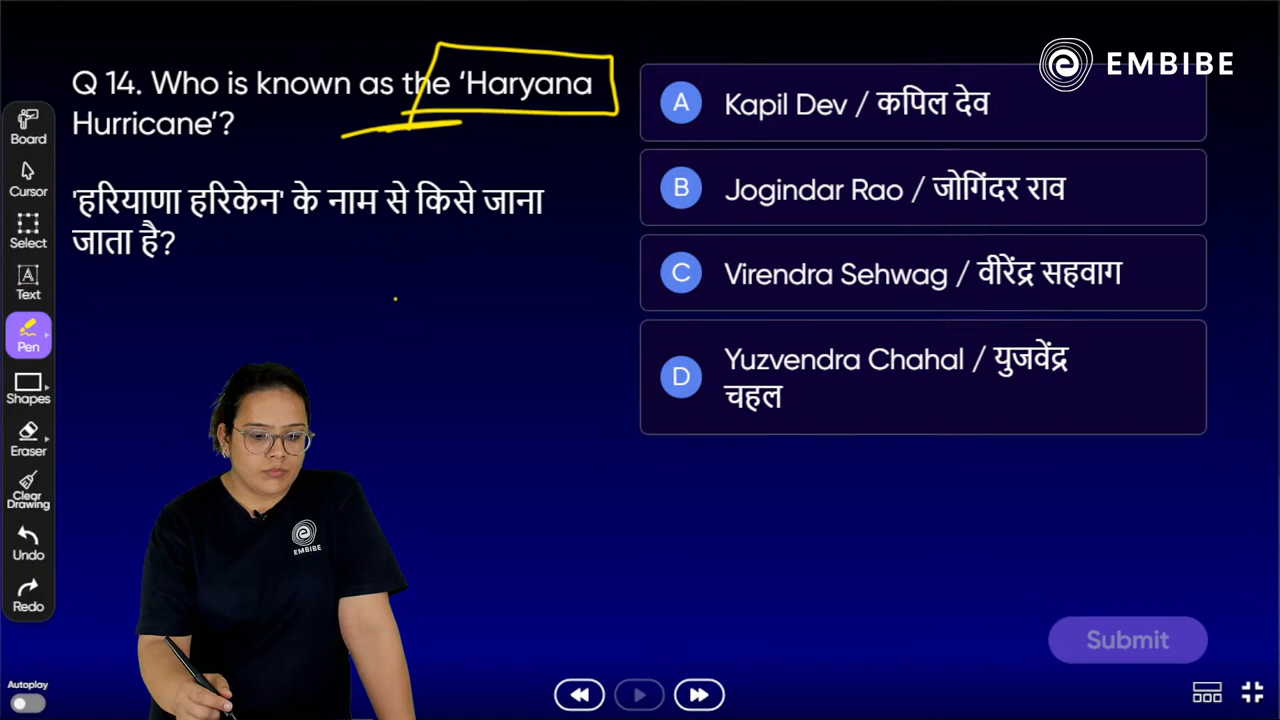 EMBIBE
Q 14. Who is known as the 'Haryana
Hurricane'?
'हरियाणा हरिकेन' के नाम से किसे जाना
जाता है?
A Kapil Dev / कपिल देव
B Jogindar Rao / जोगिंदर राव
C Virendra Sehwag / वीरेंद्र सहवाग
D Yuzvendra Chahal / युजवेंद्र
चहल
Board
Cursor
Select
A
Text
Pen
Shapes
Eraser
Clear
Drawing
Undo
Redo
EMBIBE
Submit
Autoplay